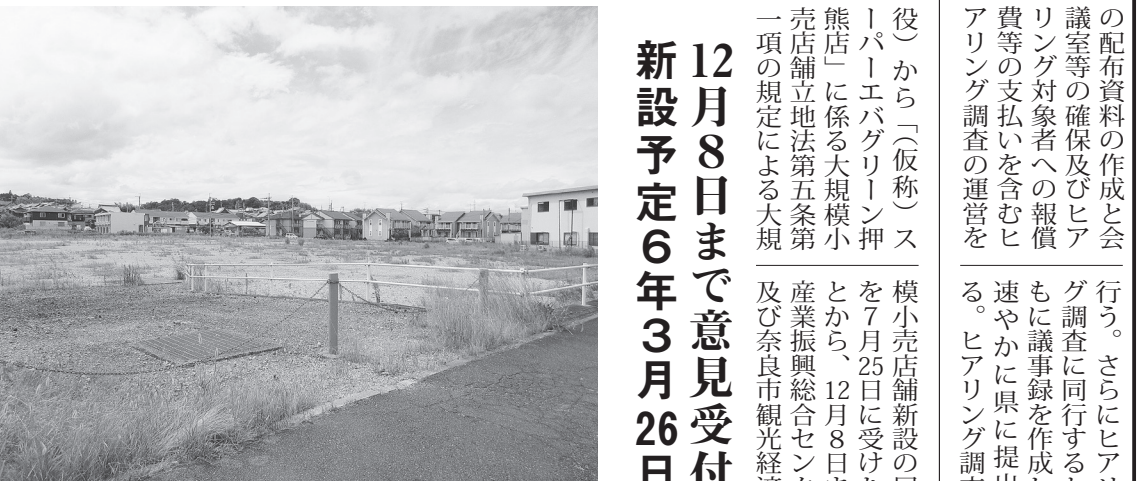 の配布資料の作成と会
議室等の確保及びヒア
リング対象者への報償
費等の支払いを含むヒ
アリング調査の運営を
行う。さらにヒア
グ調査に同行する
もに議事録を作成
速やかに県に提出
る。ヒアリング調
役）から「（仮称）ス
ーパーエバグリーン押
熊店」に係る大規模小
売店舗立地法第五条第
一項の規定による大規
模小売店舗新設の
を７月25日に受け
とから、12月８日
産業振興総合セン
及び奈良市観光経済
12月８日まで意見受付
新設予定６年３月26日